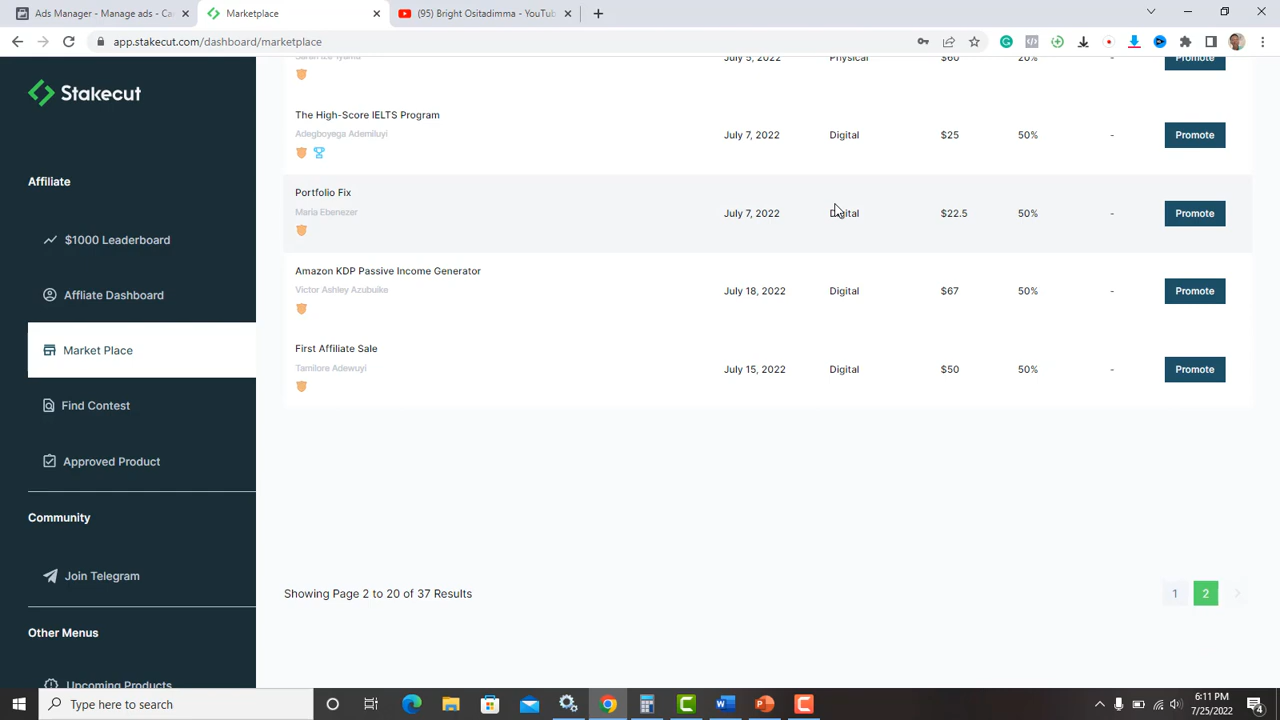 Ads Manager - Manage ads - Ca
Marketplace
(95) Bright Ositadimma - YouTub
app.stakecut.com/dashboard/marketplace
Stakecut
Affiliate
$1000 Leaderboard
Affliate Dashboard
Market Place
Find Contest
Approved Product
Community
Join Telegram
Other Menus
Upcoming Products
July 5, 2022 Physical $60 20% - Promote
The High-Score IELTS Program
Adegboyega Ademiluyi
July 7, 2022 Digital $25 50% - Promote
Portfolio Fix
Maria Ebenezer
July 7, 2022 Digital $22.5 50% - Promote
Amazon KDP Passive Income Generator
Victor Ashley Azubuike
July 18, 2022 Digital $67 50% - Promote
First Affiliate Sale
Tamilore Adewuyi
July 15, 2022 Digital $50 50% - Promote
Showing Page 2 to 20 of 37 Results
1 2
Type here to search
6:11 PM
7/25/2022
4